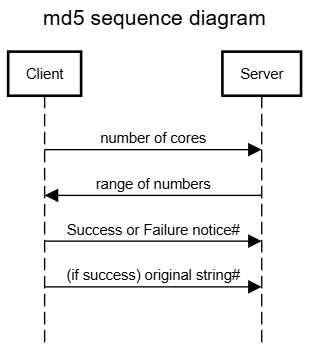 md5 sequence diagram
Client
Server
number of cores
range of numbers
Success or Failure notice#
(if success) original string#